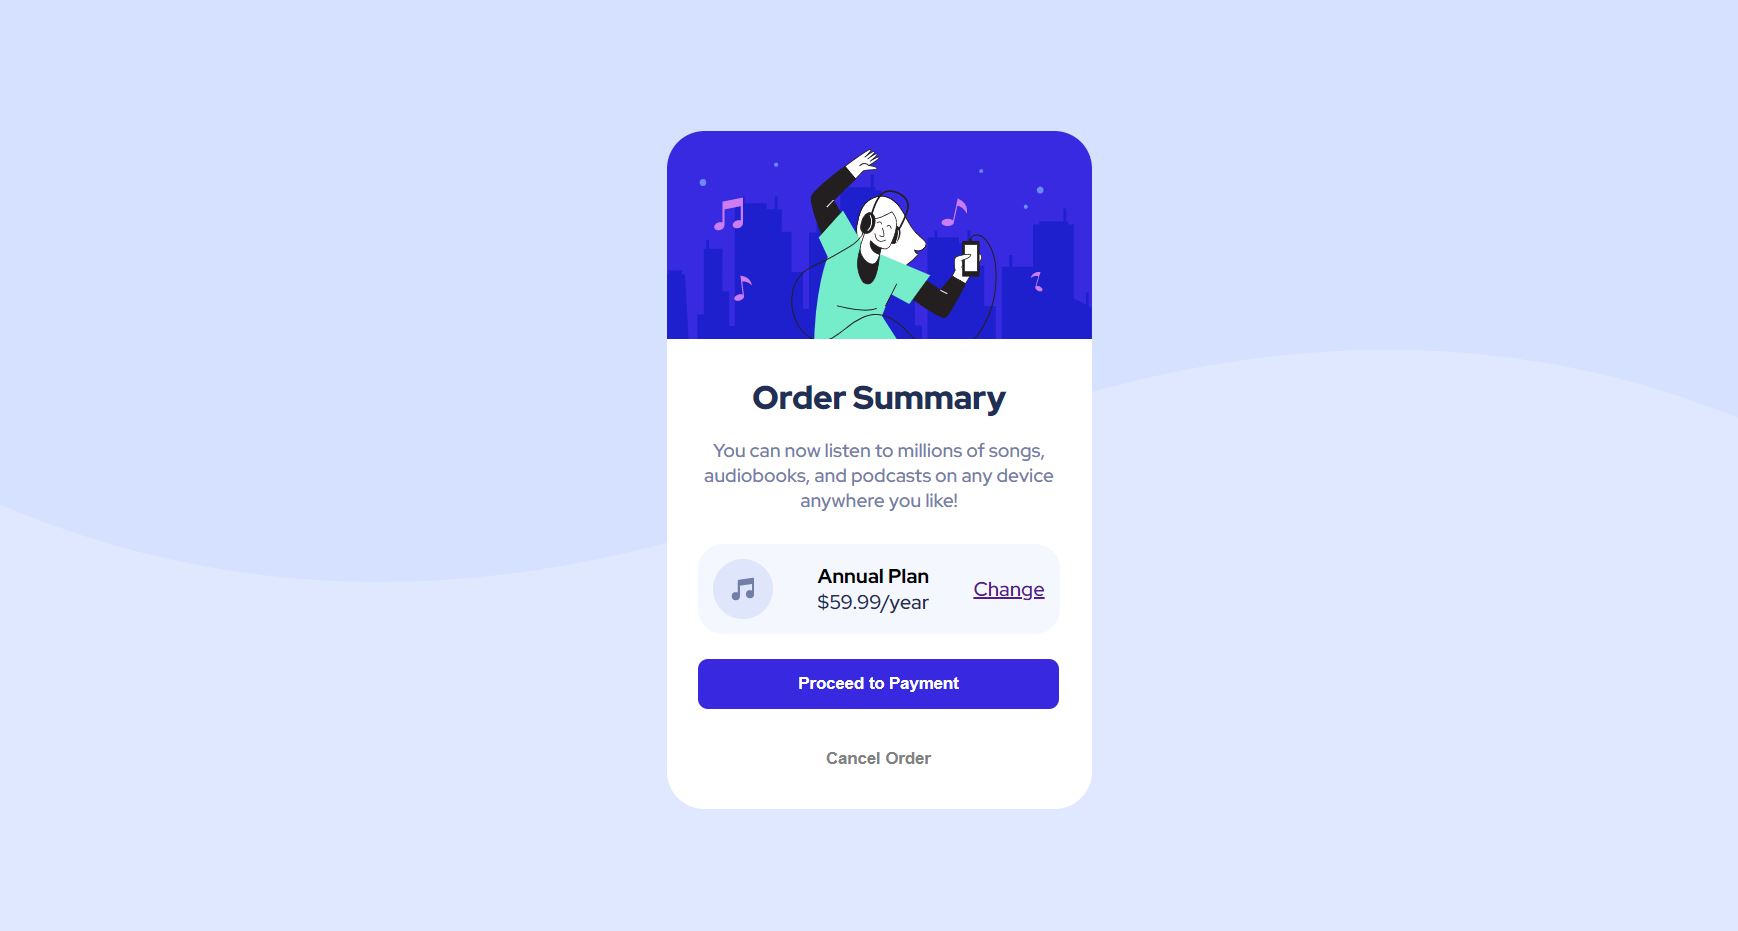 Order Summary
You can now listen to millions of songs,
audiobooks, and podcasts on any device
anywhere you like!
Annual Plan
$59.99/year
Change
Proceed to Payment
Cancel Order